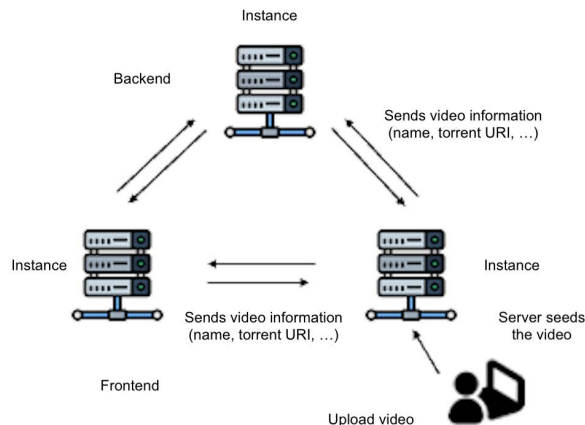 Instance
Backend
Sends video information
(name, torrent URI, ...)
Instance
Instance
Sends video information
(name, torrent URI, ...)
Server seeds
the video
Frontend
Upload video